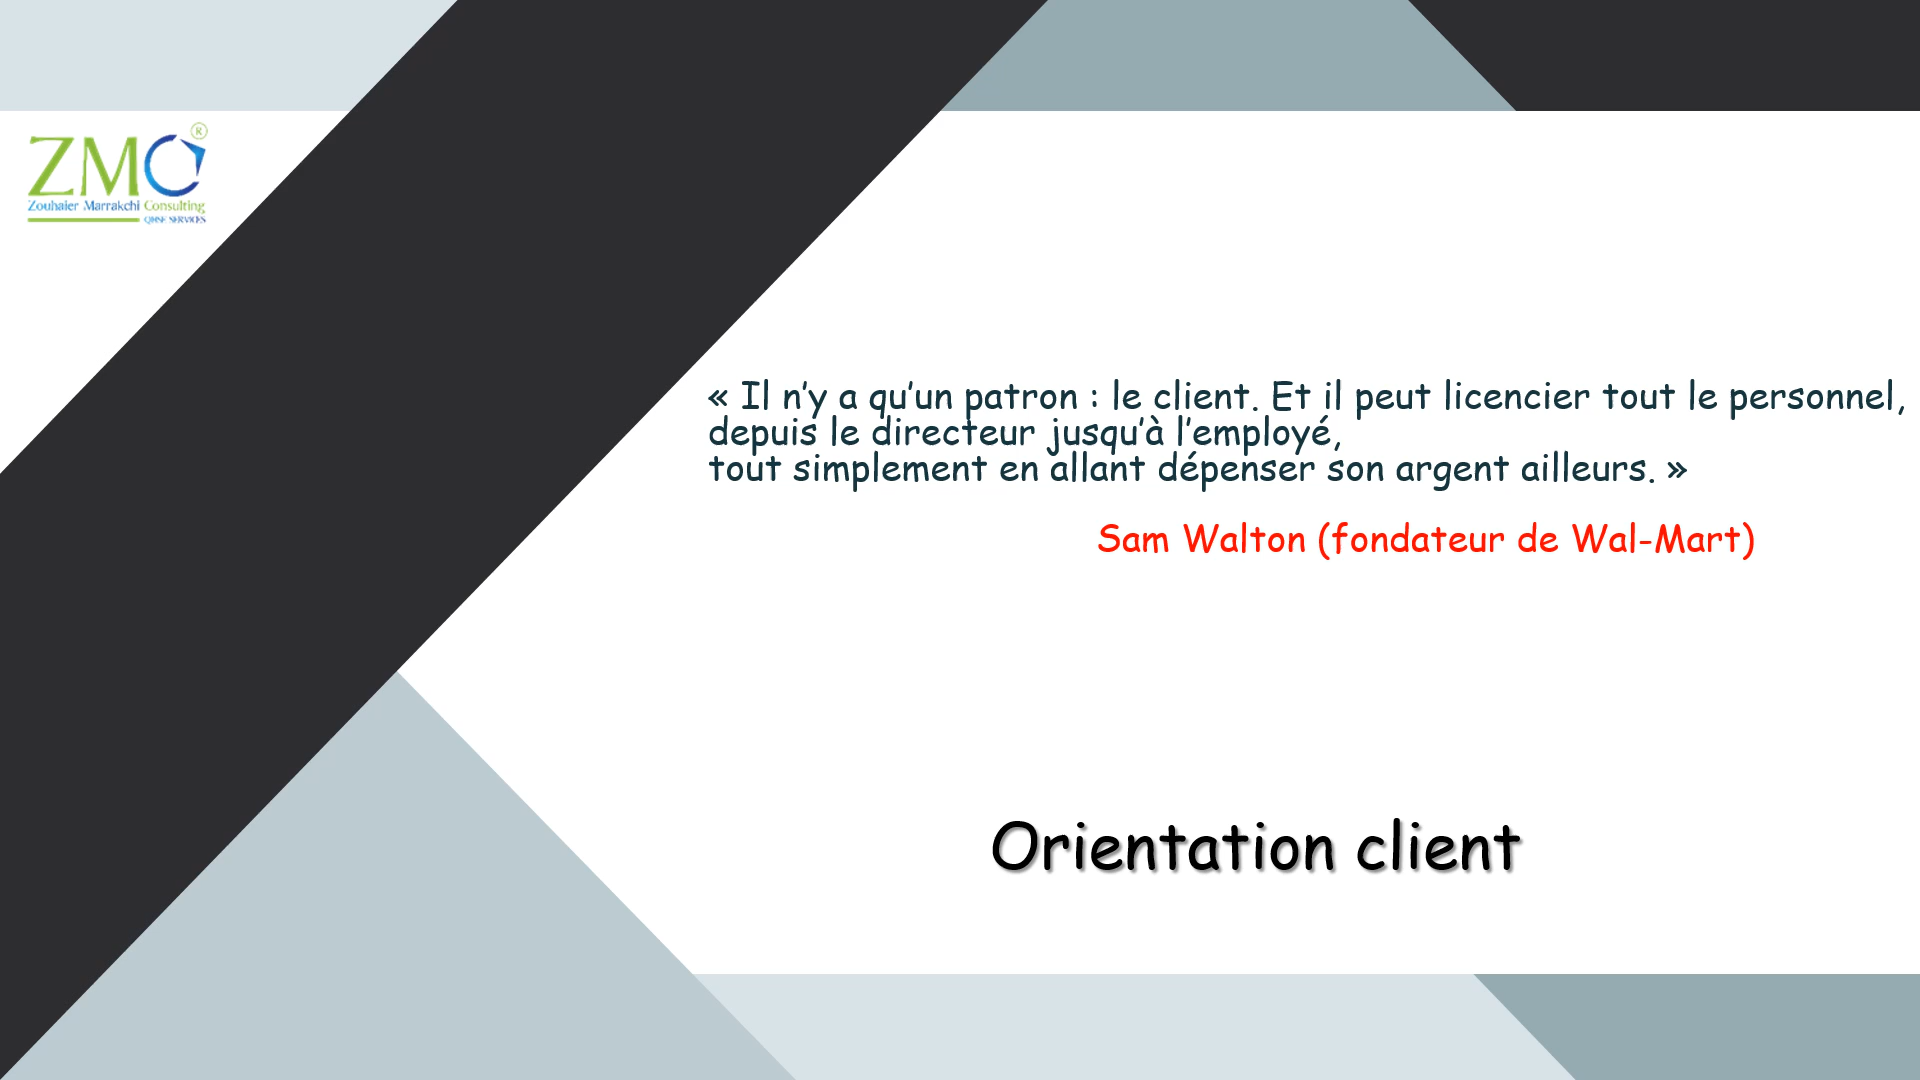 ZMC®
Zouhaier Marrakchi Consulting
QHSE SERVICES
« Il n’y a qu’un patron : le client. Et il peut licencier tout le personnel,
depuis le directeur jusqu’à l’employé,
tout simplement en allant dépenser son argent ailleurs. »
Sam Walton (fondateur de Wal-Mart)
Orientation client